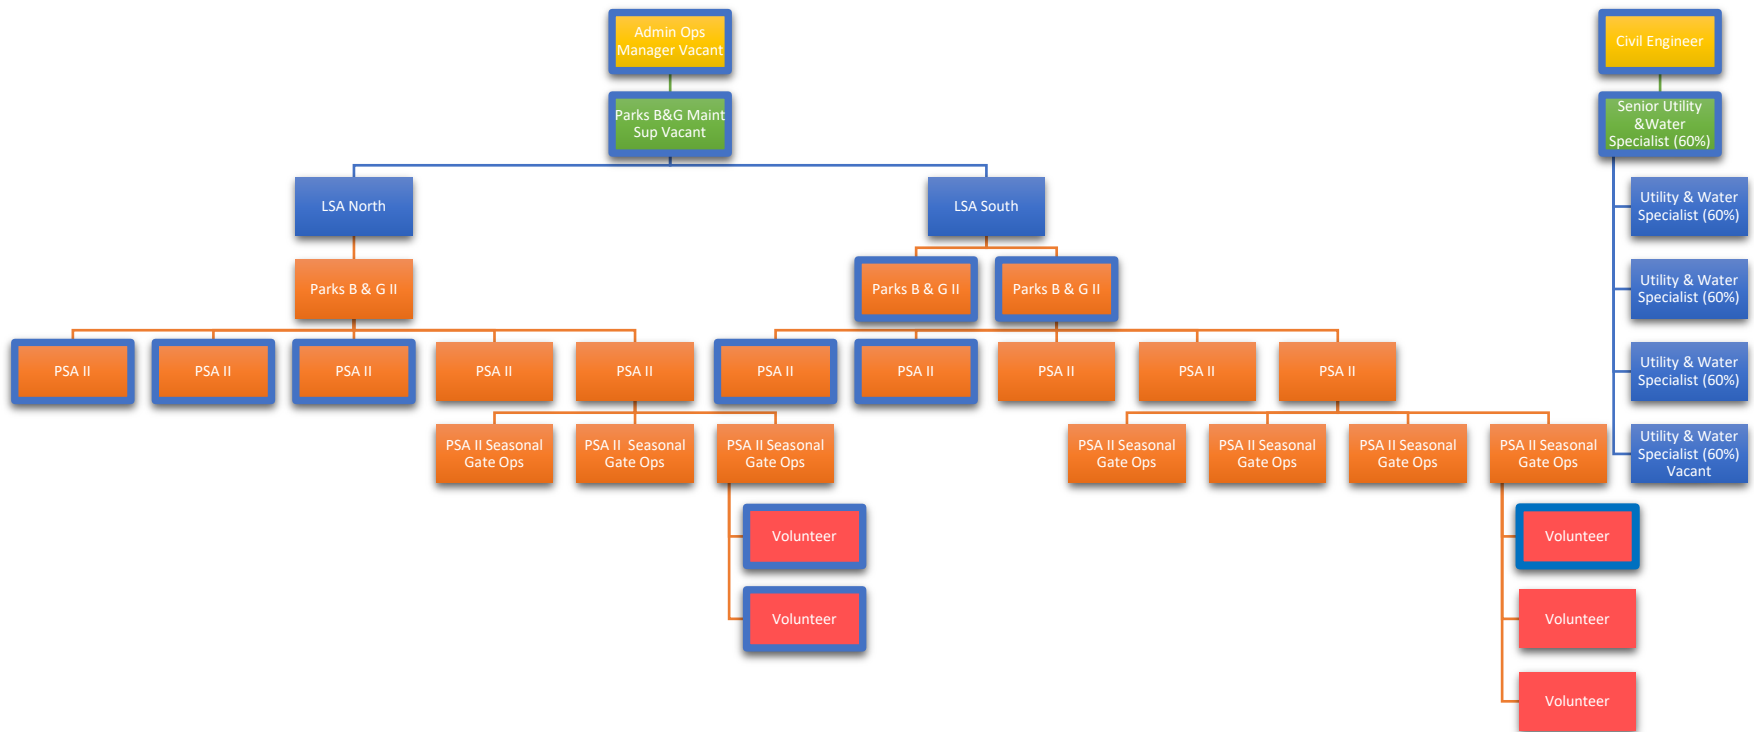 Admin Ops
Manager Vacant
Civil Engineer
Parks B&G Maint
Sup Vacant
Senior Utility
&Water
Specialist (60%)
LSA North
LSA South
Utility & Water
Specialist (60%)
Parks B & G II
Parks B & G II
Parks B & G II
Utility & Water
Specialist (60%)
PSA II
PSA II
PSA II
PSA II
PSA II
PSA II
PSA II
PSA II
PSA II
PSA II
Utility & Water
Specialist (60%)
PSA II Seasonal
Gate Ops
PSA II  Seasonal
Gate Ops
PSA II Seasonal
Gate Ops
PSA II Seasonal
Gate Ops
PSA II Seasonal
Gate Ops
PSA II Seasonal
Gate Ops
PSA II Seasonal
Gate Ops
Utility & Water
Specialist (60%)
Vacant
Volunteer
Volunteer
Volunteer
Volunteer
Volunteer